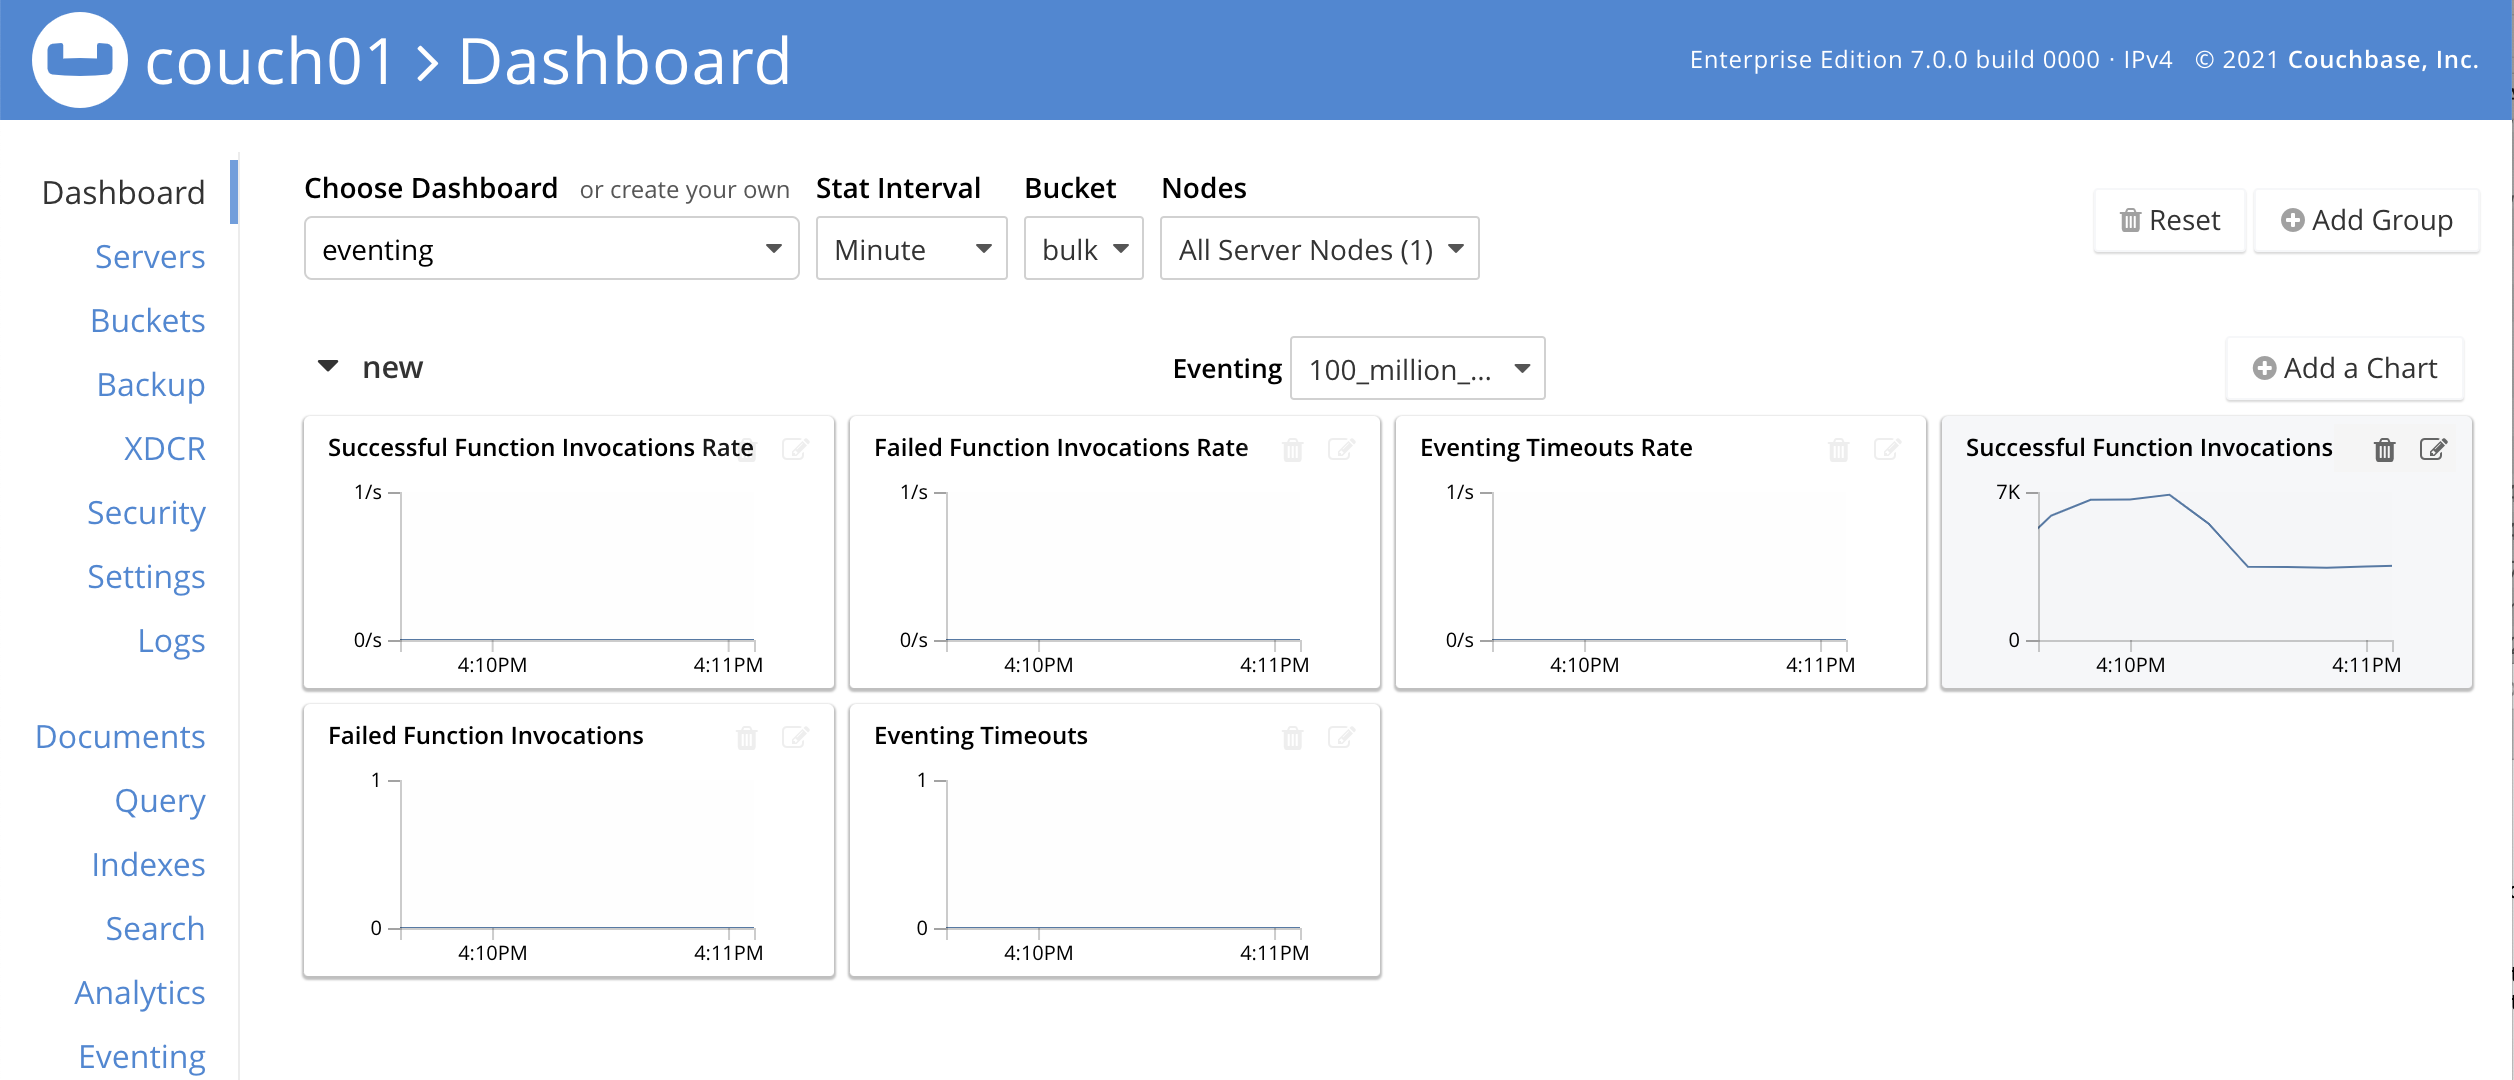 couch01 > Dashboard
Enterprise Edition 7.0.0 build 0000 · IPv4 © 2021 Couchbase, Inc.
Dashboard
Servers
Buckets
Backup
XDCR
Security
Settings
Logs
Documents
Query
Indexes
Search
Analytics
Eventing
Choose Dashboard or create your own
eventing
Stat Interval
Minute
Bucket
bulk
Nodes
All Server Nodes (1)
Reset
Add Group
new
Eventing 100_million_...
Add a Chart
Successful Function Invocations Rate
1/s
0/s
4:10PM 4:11PM
Failed Function Invocations Rate
1/s
0/s
4:10PM 4:11PM
Eventing Timeouts Rate
1/s
0/s
4:10PM 4:11PM
Successful Function Invocations
7K
0
4:10PM 4:11PM
Failed Function Invocations
1
0
4:10PM 4:11PM
Eventing Timeouts
1
0
4:10PM 4:11PM